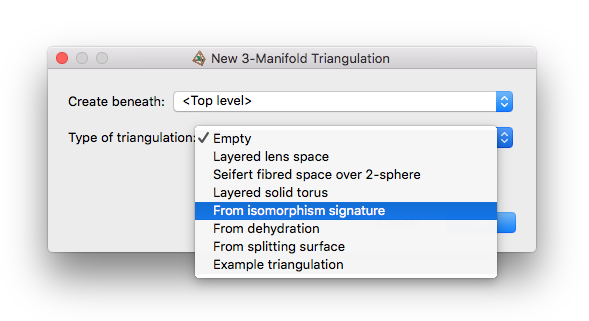 New 3-Manifold Triangulation
Create beneath: <Top level>
Type of triangulation: Empty
Layered lens space
Seifert fibred space over 2-sphere
Layered solid torus
From isomorphism signature
From dehydration
From splitting surface
Example triangulation